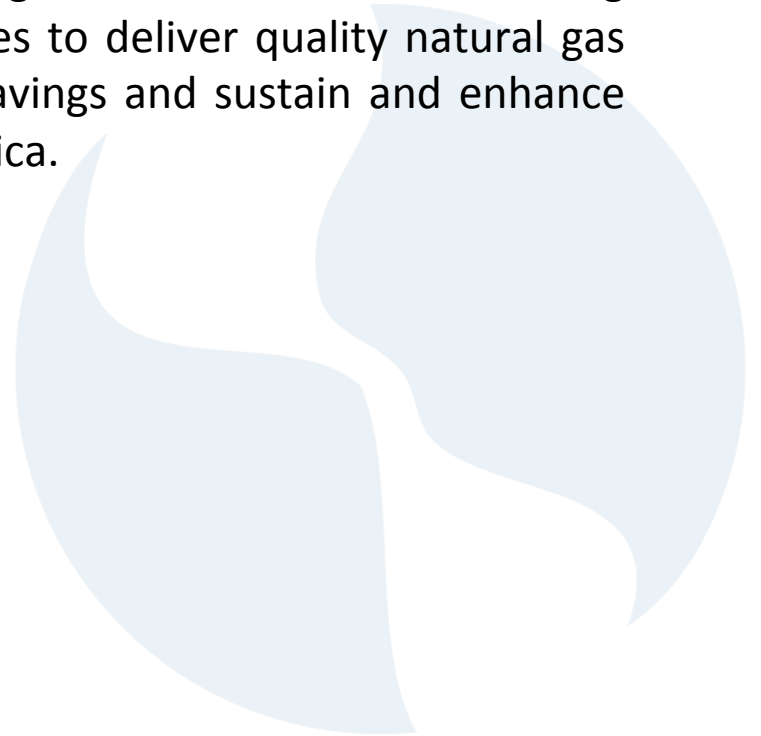 es to deliver quality natural gas
avings and sustain and enhance
ica.